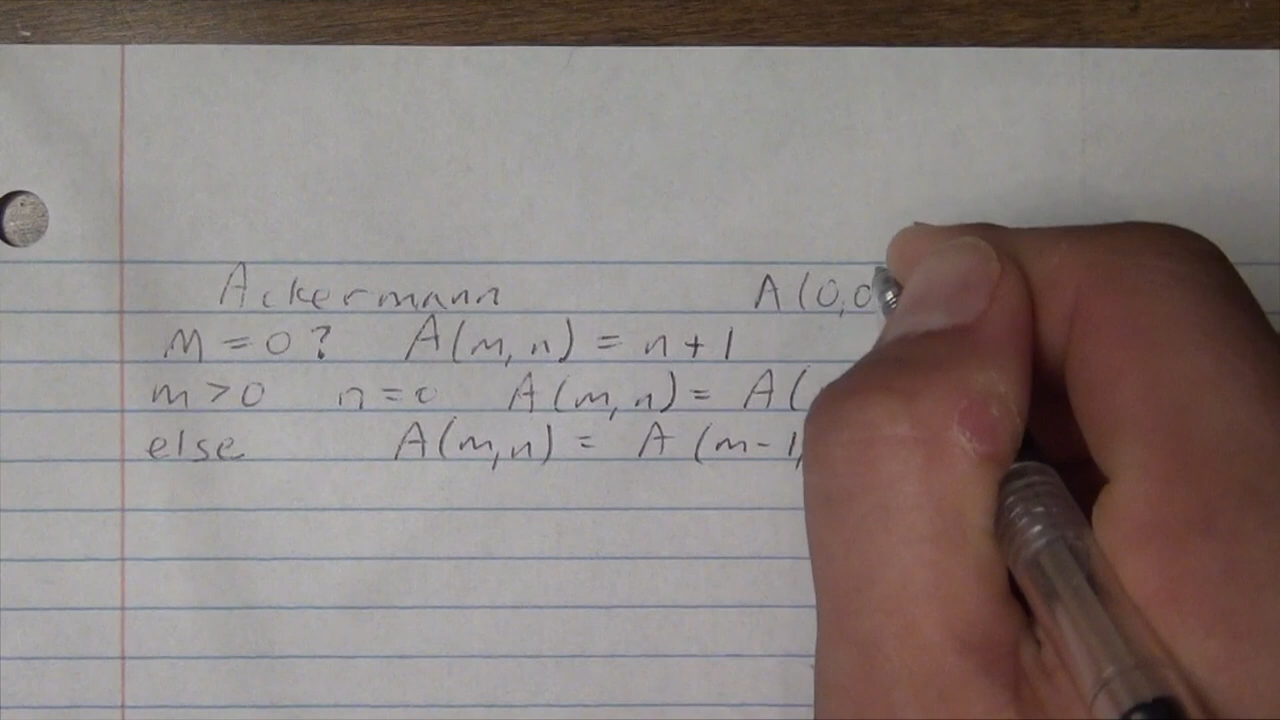 Ackermann A(0,0
m = 0? A(m,n) = n+1
m>0 n=0 A(m,n) = A(
else A(m,n) = A(m-1,